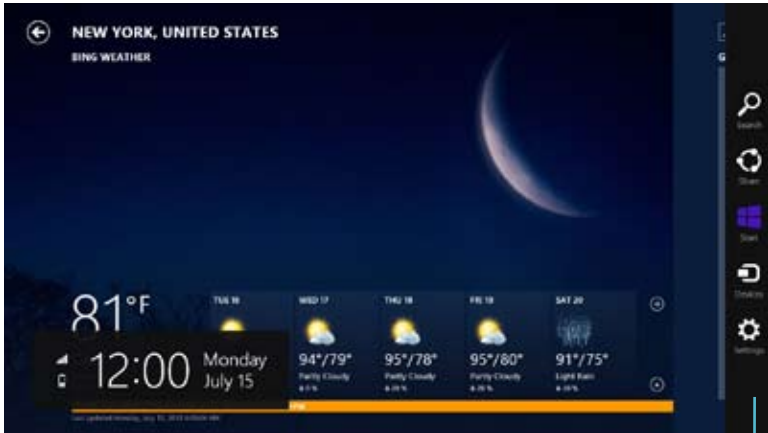 NEW YORK, UNITED STATES
BING WEATHER
G
Search
Share
Start
Devices
Settings
81°F
TUE 16
WED 17
THU 18
FRI 19
SAT 20
94°/79°
95°/78°
95°/80°
91°/75°
Partly Cloudy
Partly Cloudy
Partly Cloudy
Light Rain
12:00
Monday
July 15